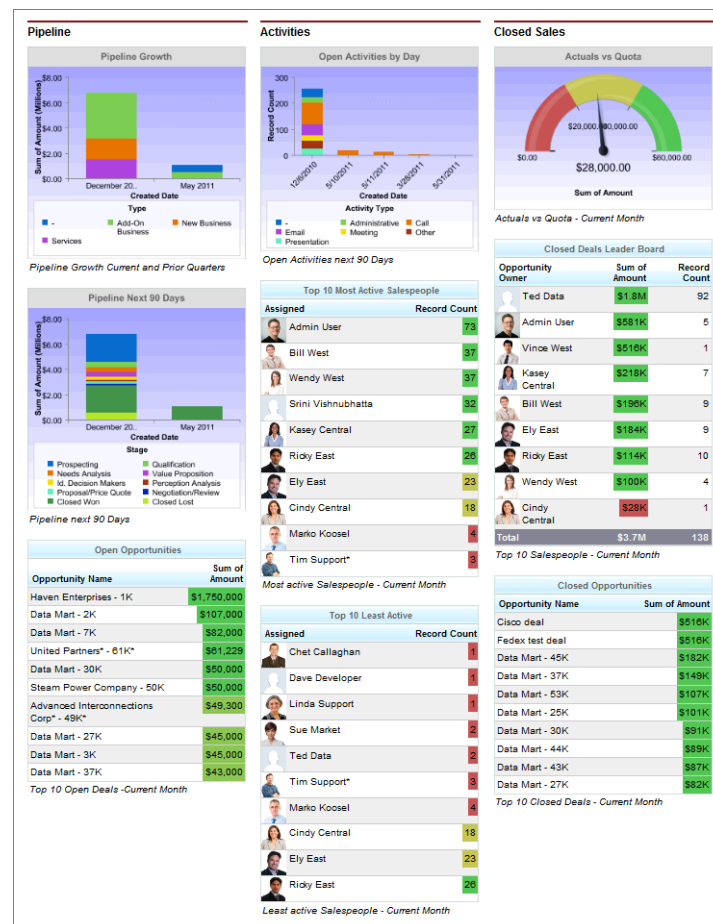 Pipeline
Pipeline Growth
Sum of Amount (Millions)
$8.00
$6.00
$4.00
$2.00
$0.00
December 20..
May 2011
Created Date
Type
-
Add-On Business
New Business
Services
Pipeline Growth Current and Prior Quarters
Pipeline Next 90 Days
Sum of Amount (Millions)
$8.00
$6.00
$4.00
$2.00
$0.00
December 20..
May 2011
Created Date
Stage
Prospecting
Qualification
Needs Analysis
Value Proposition
Id. Decision Makers
Perception Analysis
Proposal/Price Quote
Negotiation/Review
Closed Won
Closed Lost
Pipeline next 90 Days
Open Opportunities
Opportunity Name
Sum of Amount
Haven Enterprises - 1K $1,750,000
Data Mart - 2K $107,000
Data Mart - 7K $82,000
United Partners* - 61K* $61,229
Data Mart - 30K $50,000
Steam Power Company - 50K $50,000
Advanced Interconnections
Corp* - 49K* $49,300
Data Mart - 27K $45,000
Data Mart - 3K $45,000
Data Mart - 37K $43,000
Top 10 Open Deals -Current Month
Activities
Open Activities by Day
Record Count
300
200
100
0
12/6/2010
5/10/2011
5/11/2011
3/28/2011
5/31/2011
Created Date
Activity Type
-
Administrative
Call
Email
Meeting
Other
Presentation
Open Activities next 90 Days
Top 10 Most Active Salespeople
Assigned Record Count
Admin User 73
Bill West 37
Wendy West 37
Srini Vishnubhatta 32
Kasey Central 27
Ricky East 26
Ely East 23
Cindy Central 18
Marko Koosel 4
Tim Support* 3
Most active Salespeople - Current Month
Top 10 Least Active
Assigned Record Count
Chet Callaghan 1
Dave Developer 1
Linda Support 1
Sue Market 2
Ted Data 2
Tim Support* 3
Marko Koosel 4
Cindy Central 18
Ely East 23
Ricky East 26
Least active Salespeople - Current Month
Closed Sales
Actuals vs Quota
$0.00
$60,000.00
$28,000.00
Sum of Amount
Actuals vs Quota - Current Month
Closed Deals Leader Board
Opportunity Owner
Sum of Amount
Record Count
Ted Data $1.8M 92
Admin User $581K 5
Vince West $516K 1
Kasey Central $218K 7
Bill West $196K 9
Ely East $184K 9
Ricky East $114K 10
Wendy West $100K 4
Cindy Central $28K 1
Total $3.7M 138
Top 10 Salespeople - Current Month
Closed Opportunities
Opportunity Name Sum of Amount
Cisco deal $516K
Fedex test deal $516K
Data Mart - 45K $182K
Data Mart - 37K $149K
Data Mart - 53K $107K
Data Mart - 25K $101K
Data Mart - 30K $91K
Data Mart - 44K $89K
Data Mart - 43K $87K
Data Mart - 27K $82K
Top 10 Closed Deals - Current Month